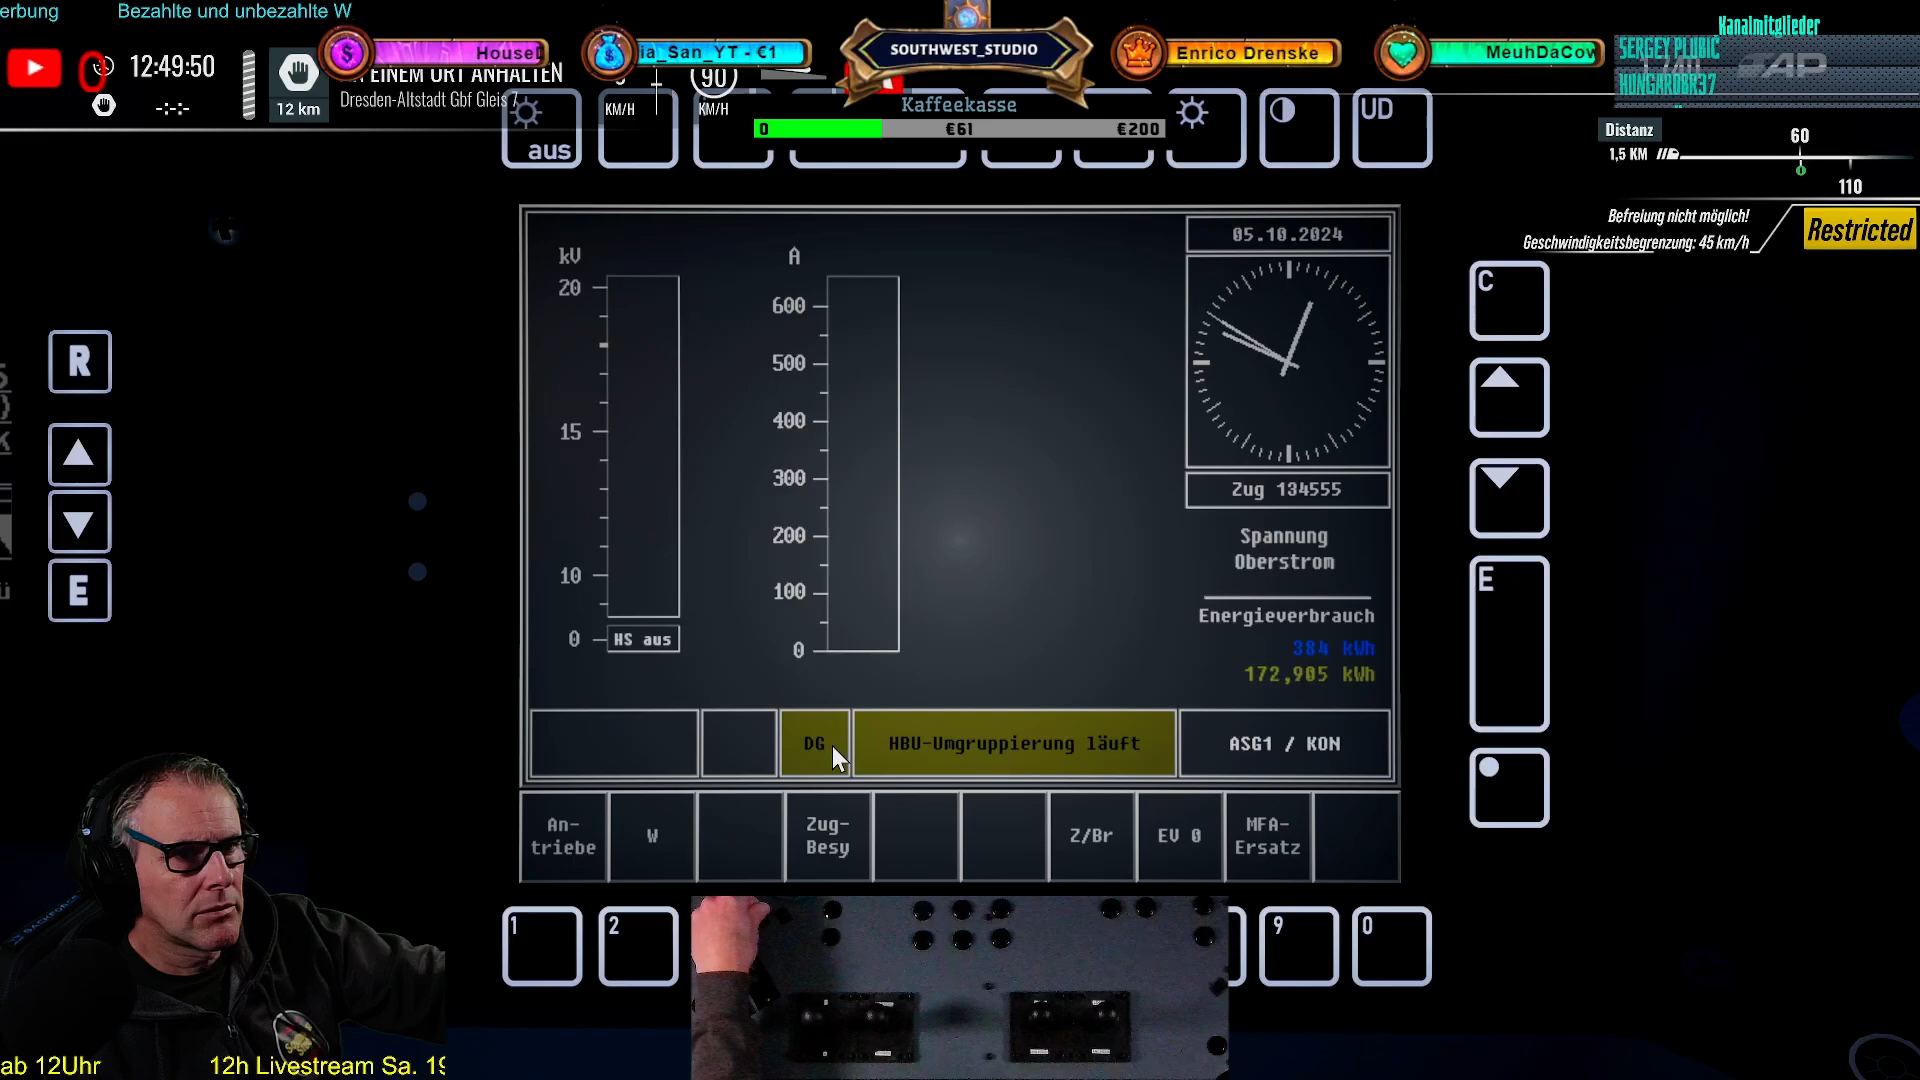 erbung
Bezahlte und unbezahlte W
Kanalmitglieder
12:49:50
-:-:-
12 km
EINEM ORT ANHALTEN
Dresden-Altstadt Gbf Gleis 7
KM/H
90
KM/H
ia_San_YT - €1
SOUTHWEST_STUDIO
Kaffeekasse
0 €61 €200
Enrico Drenske
MeuhDaCow
SERGEY PLUBIC
HUNGAROBR37
Distanz
1,5 KM
60
110
Befreiung nicht möglich!
Geschwindigkeitsbegrenzung: 45 km/h
Restricted
aus
UD
R
E
C
E
kV
20
15
10
0
HS aus
A
600
500
400
300
200
100
0
05.10.2024
Zug 134555
Spannung
Oberstrom
Energieverbrauch
384 kWh
172,905 kWh
DG
HBU-Umgruppierung läuft
ASG1 / KON
An-
triebe
W
Zug-
Besy
Z/Br
EV 0
MFA-
Ersatz
1
2
9
0
ab 12Uhr
12h Livestream Sa. 19